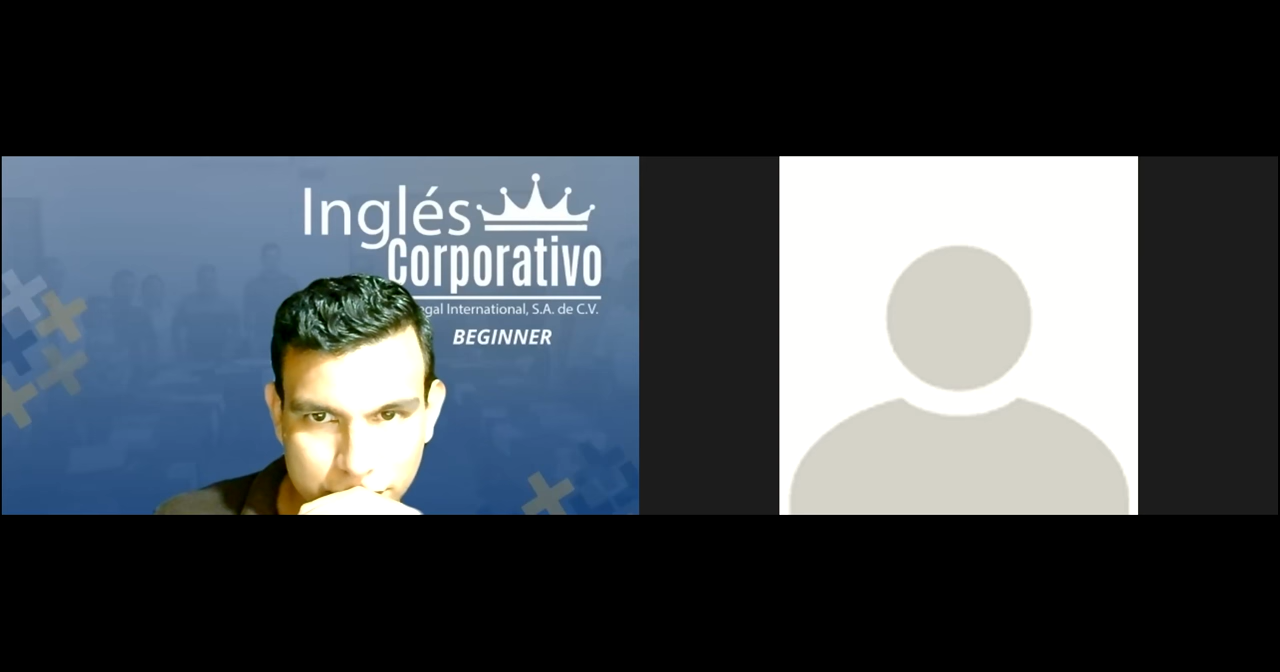 Inglés
Corporativo
International, S.A. de C.V.
BEGINNER